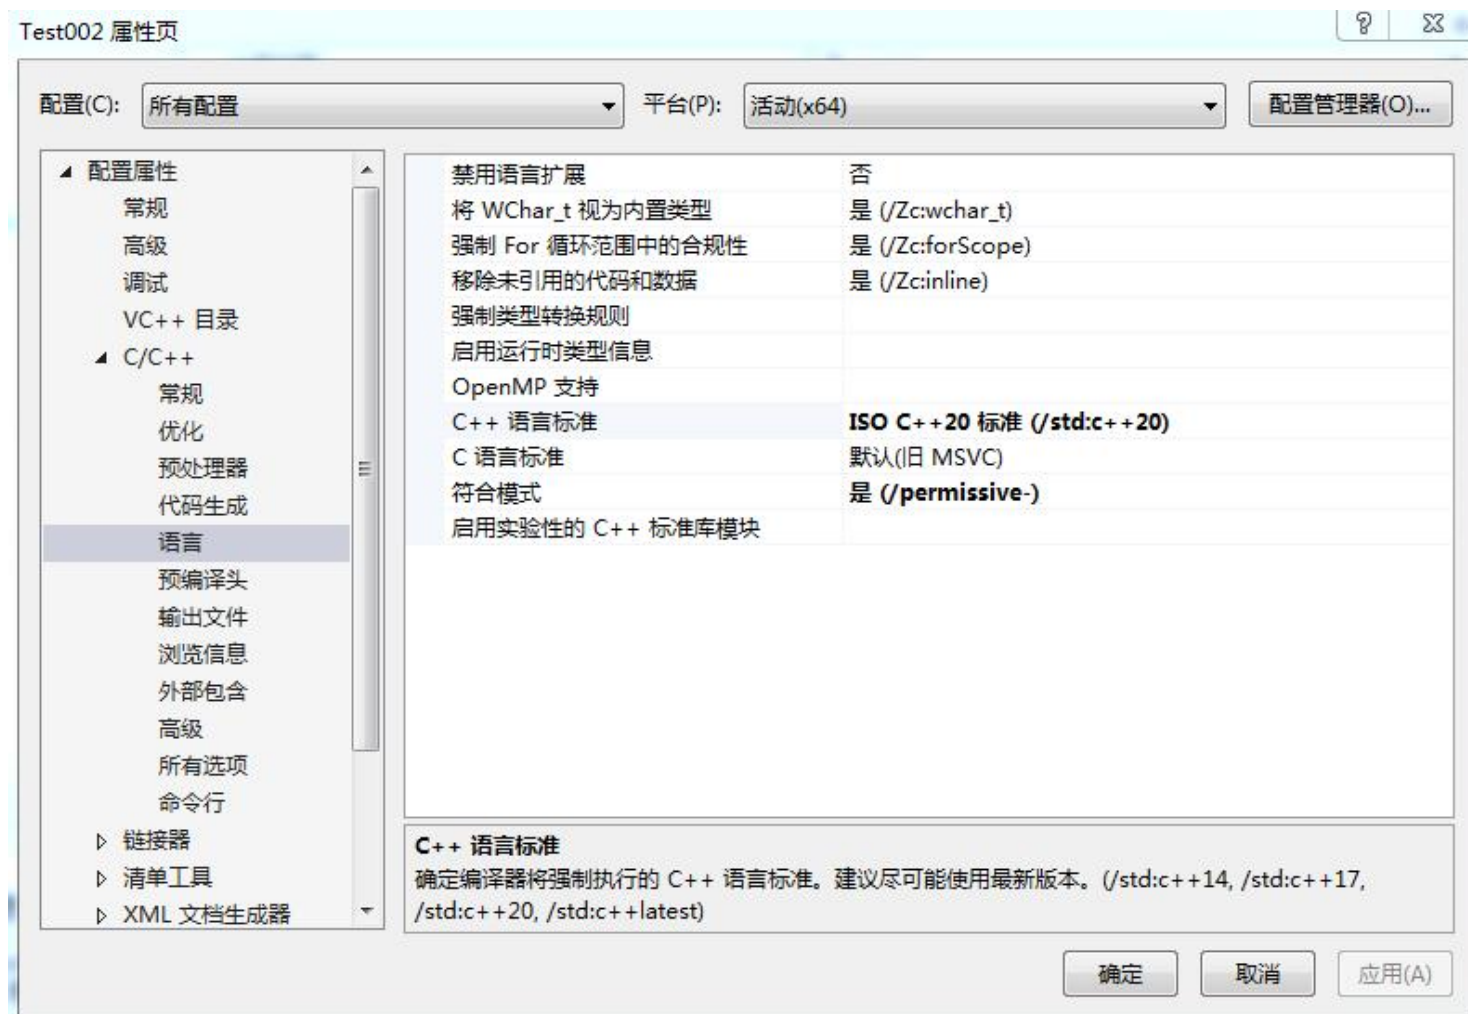 Test002 属性页
配置(C): 所有配置 平台(P): 活动(x64) 配置管理器(O)...
配置属性
常规
高级
调试
VC++ 目录
C/C++
常规
优化
预处理器
代码生成
语言
预编译头
输出文件
浏览信息
外部包含
高级
所有选项
命令行
链接器
清单工具
XML 文档生成器
禁用语言扩展 否
将 WChar_t 视为内置类型 是 (/Zc:wchar_t)
强制 For 循环范围中的合规性 是 (/Zc:forScope)
移除未引用的代码和数据 是 (/Zc:inline)
强制类型转换规则
启用运行时类型信息
OpenMP 支持
C++ 语言标准 ISO C++20 标准 (/std:c++20)
C 语言标准 默认(旧 MSVC)
符合模式 是 (/permissive-)
启用实验性的 C++ 标准库模块
C++ 语言标准
确定编译器将强制执行的 C++ 语言标准。建议尽可能使用最新版本。(/std:c++14, /std:c++17,
/std:c++20, /std:c++latest)
确定 取消 应用(A)